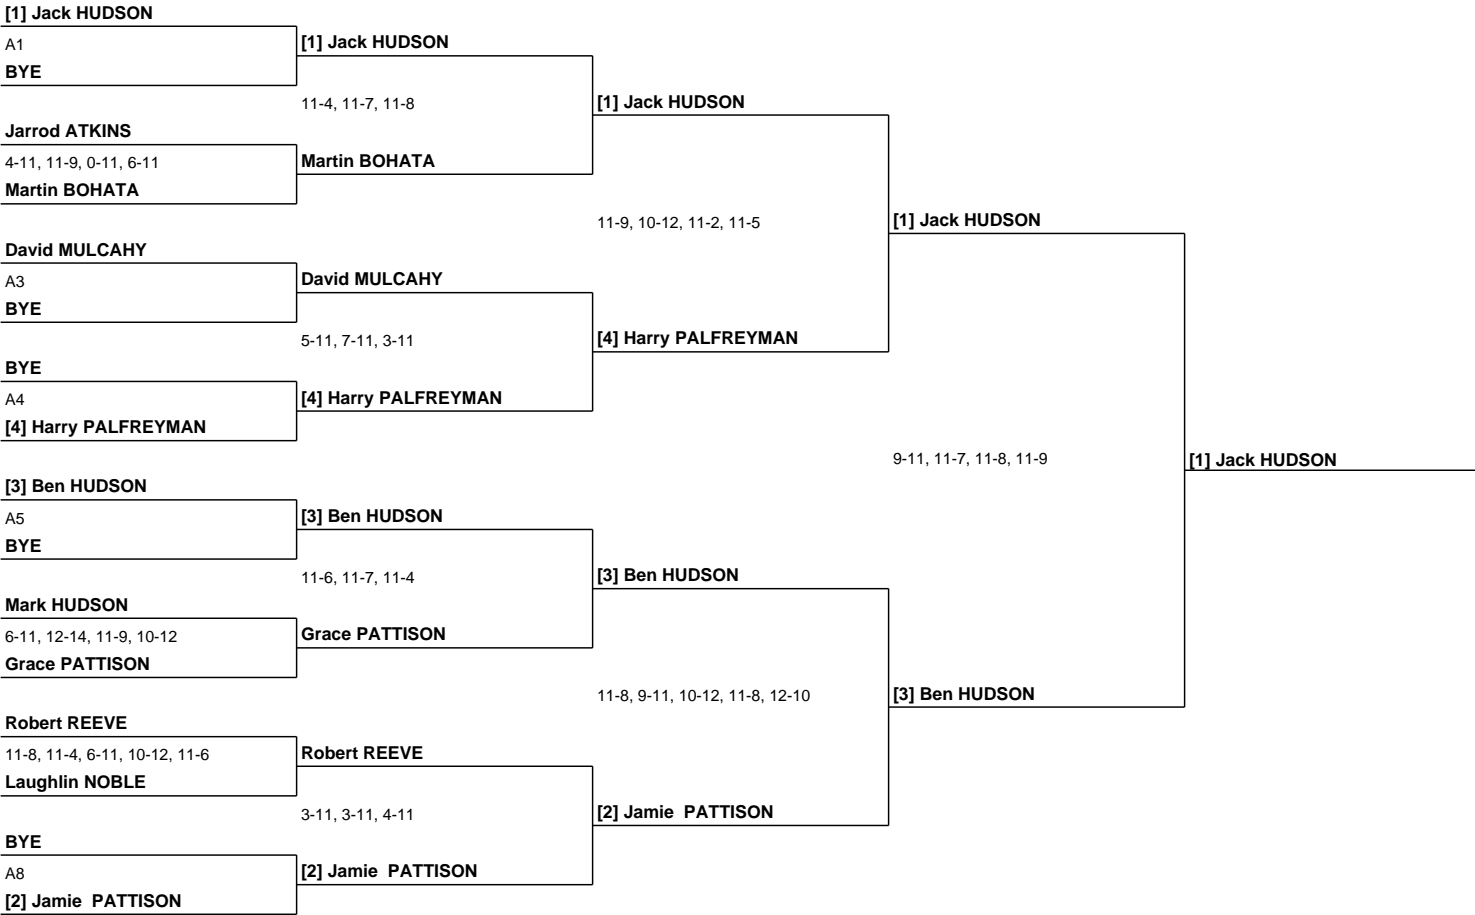 [1] Jack HUDSON
A1
BYE
Jarrod ATKINS
4-11, 11-9, 0-11, 6-11
Martin BOHATA
David MULCAHY
A3
BYE
BYE
A4
[4] Harry PALFREYMAN
[3] Ben HUDSON
A5
BYE
Mark HUDSON
6-11, 12-14, 11-9, 10-12
Grace PATTISON
Robert REEVE
11-8, 11-4, 6-11, 10-12, 11-6
Laughlin NOBLE
BYE
A8
[2] Jamie  PATTISON
[1] Jack HUDSON
11-4, 11-7, 11-8
Martin BOHATA
David MULCAHY
5-11, 7-11, 3-11
[4] Harry PALFREYMAN
[3] Ben HUDSON
11-6, 11-7, 11-4
Grace PATTISON
Robert REEVE
3-11, 3-11, 4-11
[2] Jamie  PATTISON
[1] Jack HUDSON
11-9, 10-12, 11-2, 11-5
[4] Harry PALFREYMAN
[3] Ben HUDSON
11-8, 9-11, 10-12, 11-8, 12-10
[2] Jamie  PATTISON
[1] Jack HUDSON
9-11, 11-7, 11-8, 11-9
[3] Ben HUDSON
[1] Jack HUDSON